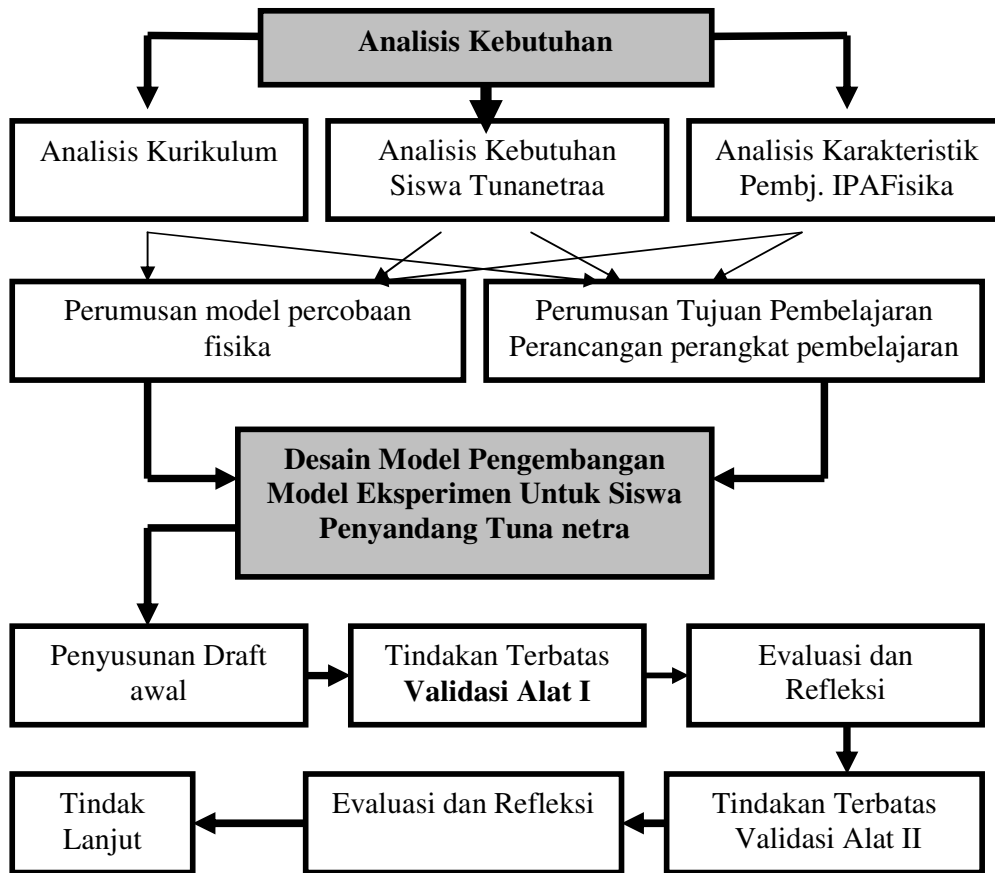 Analisis Kebutuhan
Analisis Kurikulum
Analisis Kebutuhan
Siswa Tunanetraa
Analisis Karakteristik
Pembj. IPAFisika
Perumusan model percobaan
fisika
Perumusan Tujuan Pembelajaran
Perancangan perangkat pembelajaran
Desain Model Pengembangan
Model Eksperimen Untuk Siswa
Penyandang Tuna netra
Penyusunan Draft
awal
Tindakan Terbatas
Validasi Alat I
Evaluasi dan
Refleksi
Tindak
Lanjut
Evaluasi dan Refleksi
Tindakan Terbatas
Validasi Alat II